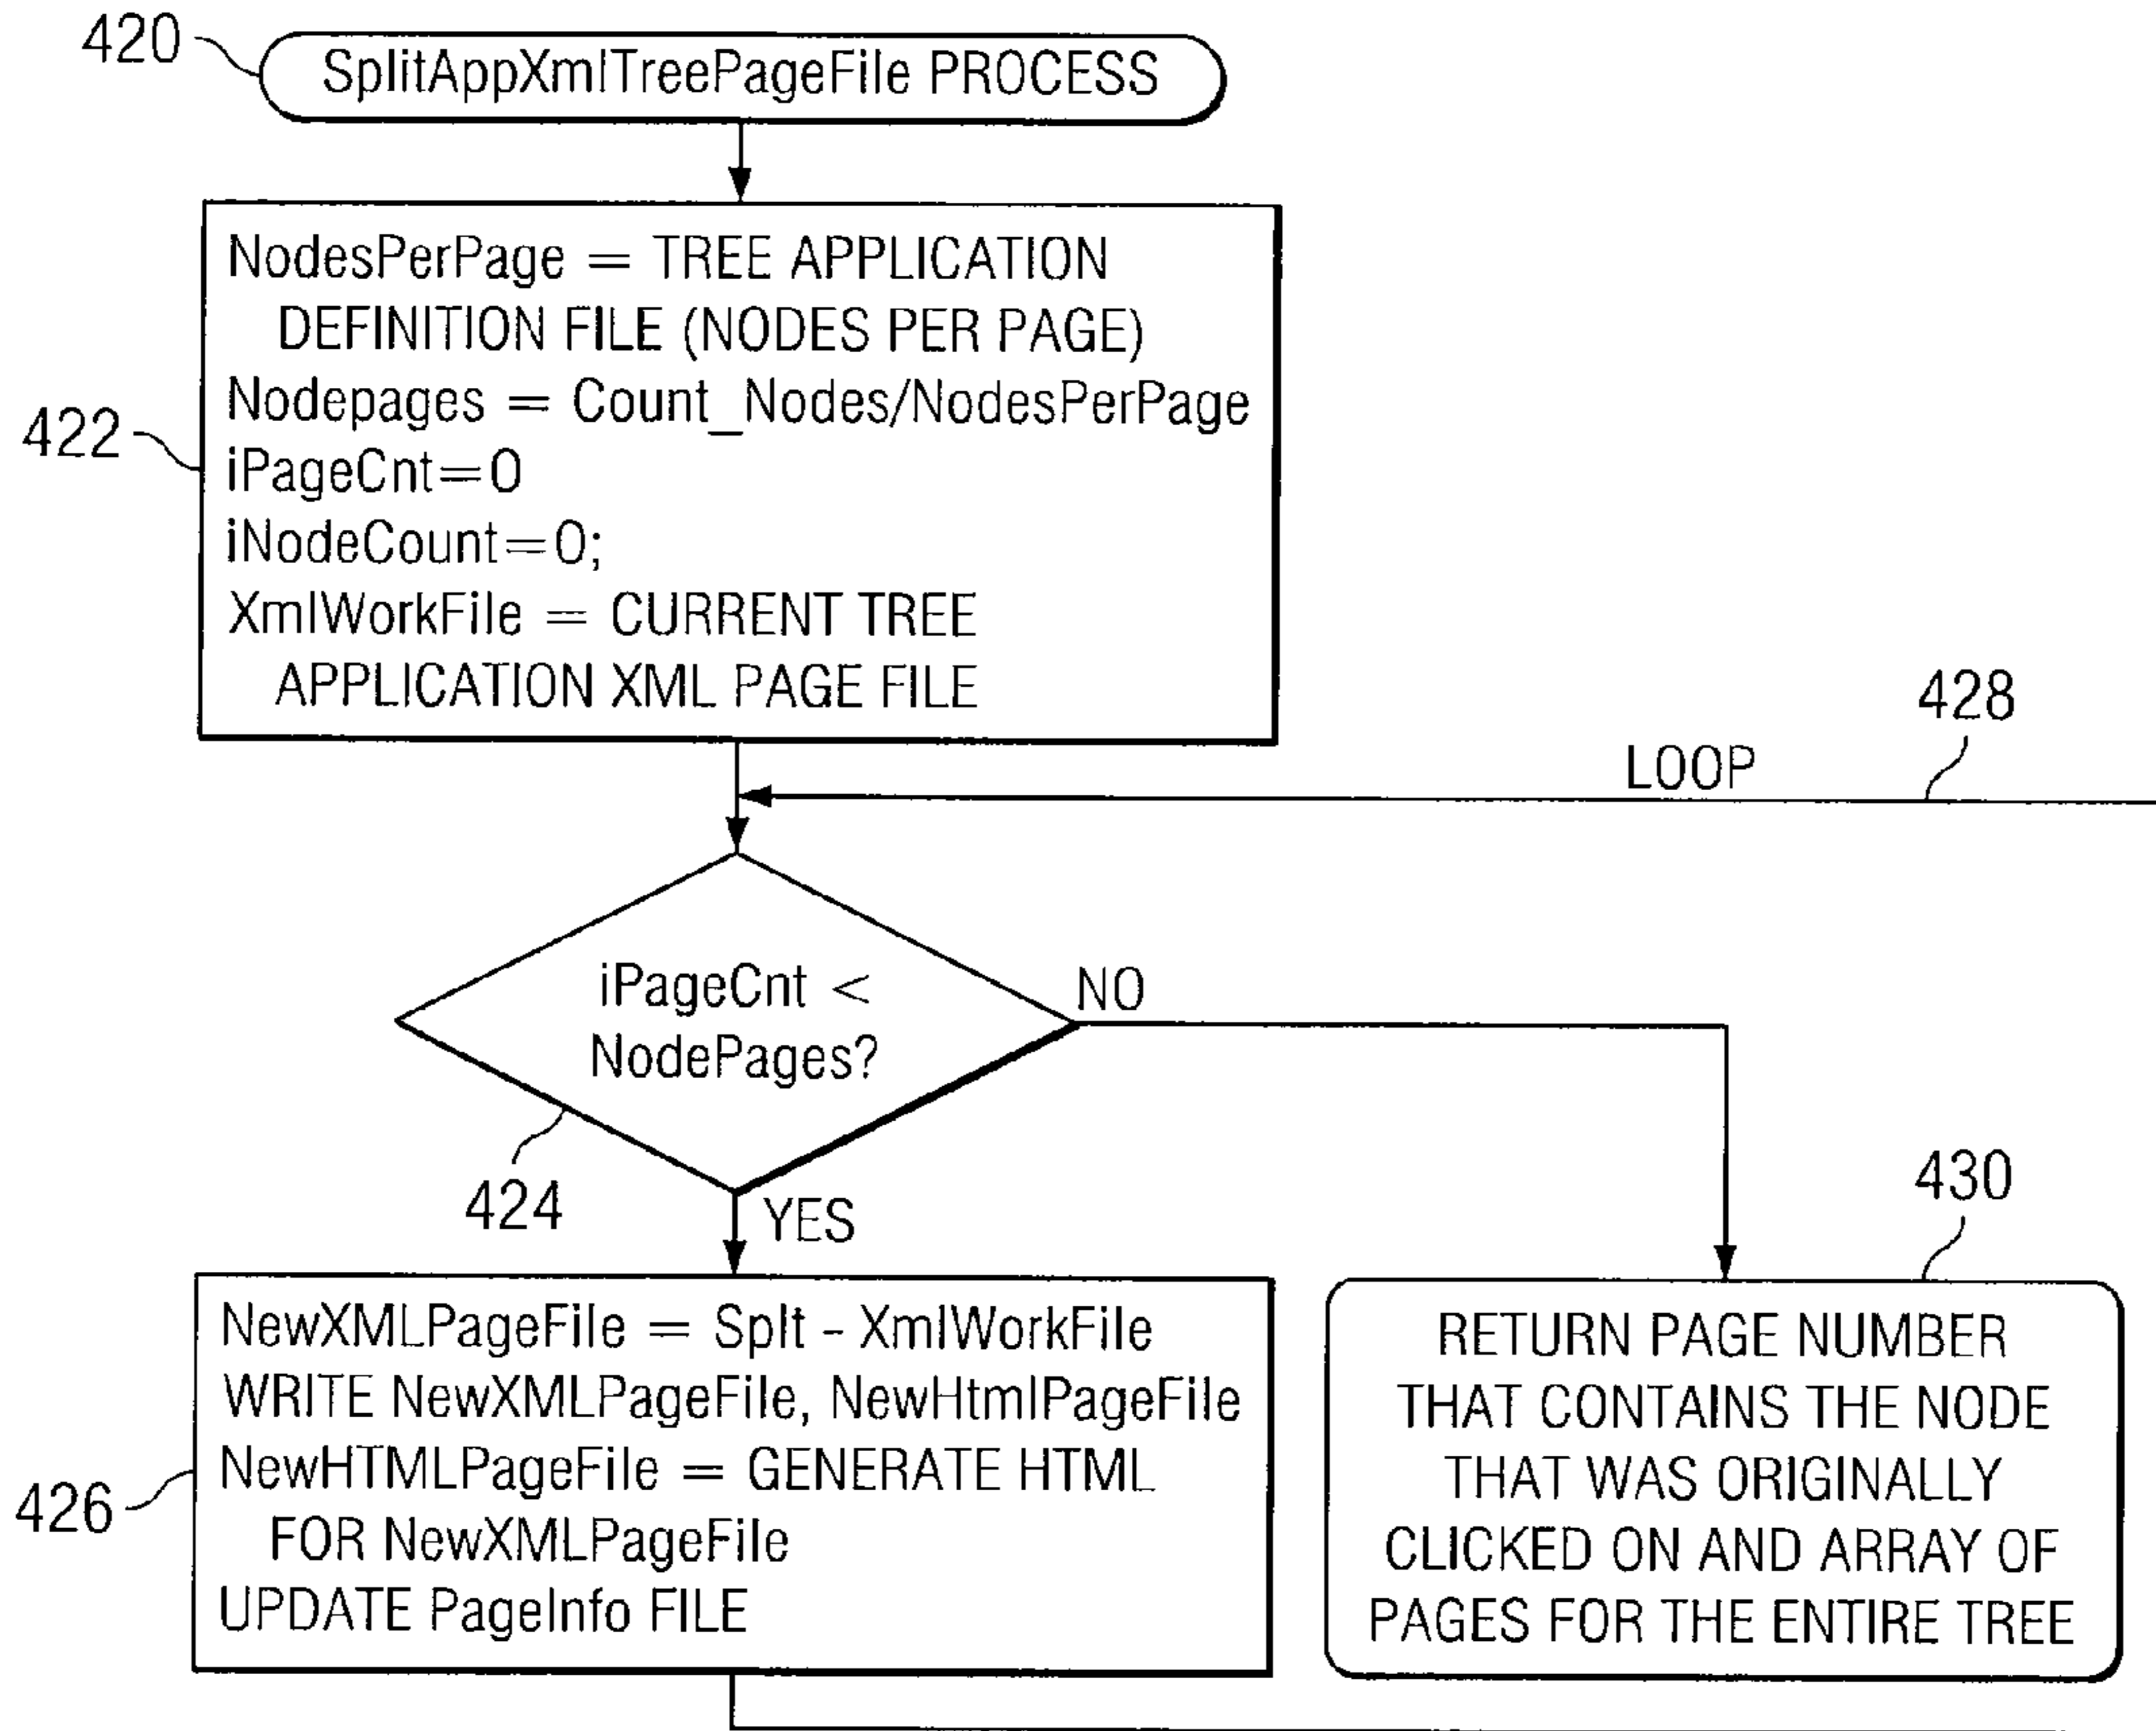 420
SplitAppXmlTreePageFile PROCESS
422
NodesPerPage = TREE APPLICATION
DEFINITION FILE (NODES PER PAGE)
Nodepages = Count_Nodes/NodesPerPage
iPageCnt=0
iNodeCount=0;
XmlWorkFile = CURRENT TREE
APPLICATION XML PAGE FILE
428
LOOP
iPageCnt <
NodePages?
NO
424
YES
430
426
NewXMLPageFile = Splt - XmlWorkFile
WRITE NewXMLPageFile, NewHtmlPageFile
NewHTMLPageFile = GENERATE HTML
FOR NewXMLPageFile
UPDATE PageInfo FILE
RETURN PAGE NUMBER
THAT CONTAINS THE NODE
THAT WAS ORIGINALLY
CLICKED ON AND ARRAY OF
PAGES FOR THE ENTIRE TREE